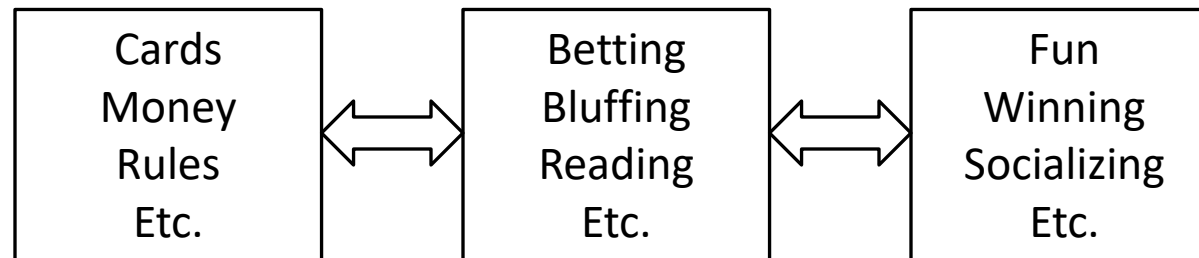 Cards
Money
Rules
Etc.
Betting
Bluffing
Reading
Etc.
Fun
Winning
Socializing
Etc.